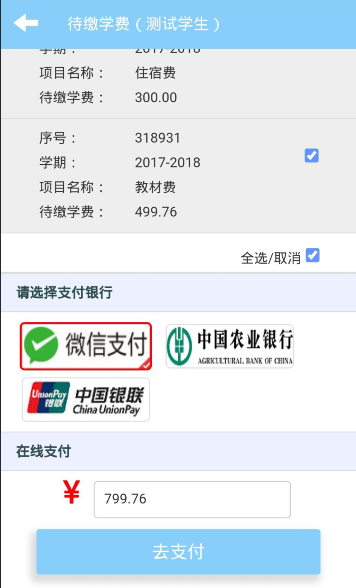 待缴学费（测试学生）
学期： 2017-2018
项目名称： 住宿费
待缴学费： 300.00
序号： 318931
学期： 2017-2018
项目名称： 教材费
待缴学费： 499.76
全选/取消
请选择支付银行
微信支付
中国农业银行
AGRICULTURAL BANK OF CHINA
UnionPay
银联
中国银联
China UnionPay
在线支付
¥ 799.76
去支付